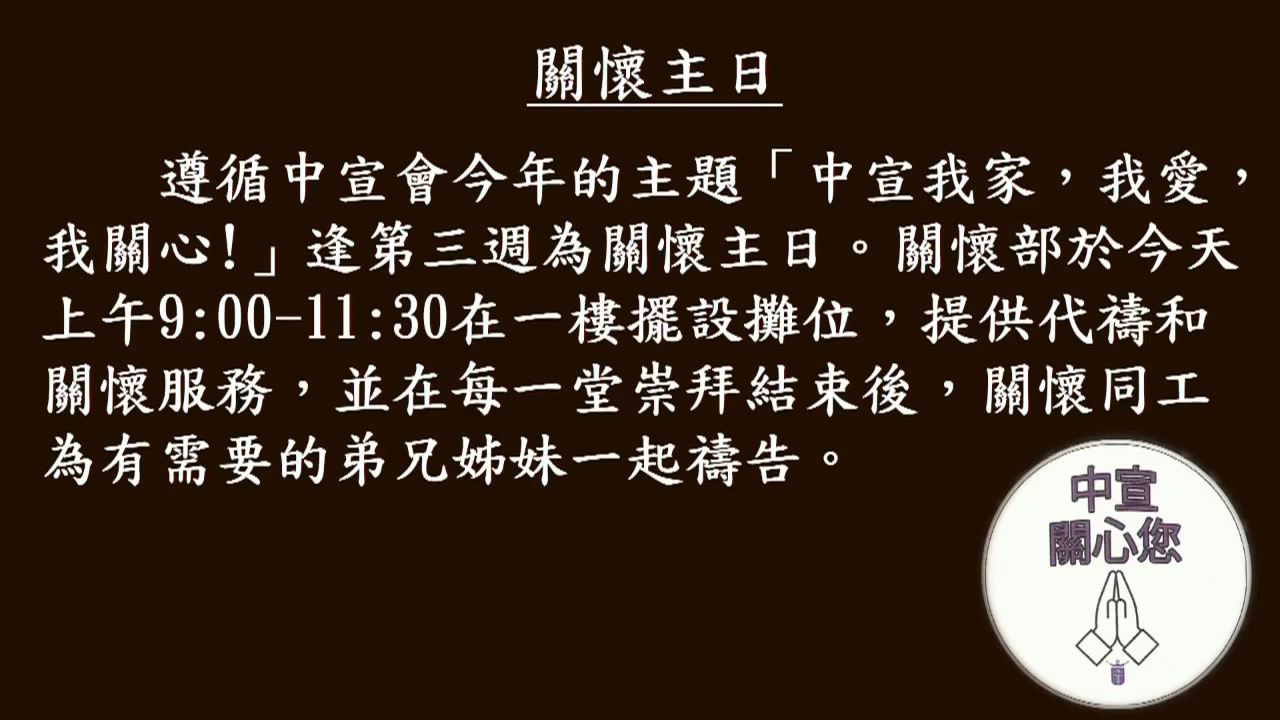 關懷主日
遵循中宣會今年的主題「中宣我家，我愛，
我關心!」逢第三週為關懷主日。關懷部於今天
上午9:00-11:30在一樓擺設攤位，提供代禱和
關懷服務，並在每一堂崇拜結束後，關懷同工
為有需要的弟兄姊妹一起禱告。
中宣
關心您